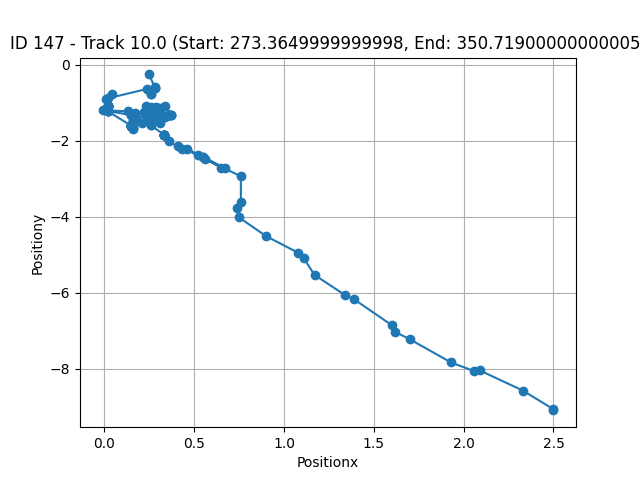 ID 147 - Track 10.0 (Start: 273.3649999999998, End: 350.71900000000005
0
−2
−4
−6
−8
Positiony
0.0 0.5 1.0 1.5 2.0 2.5
Positionx